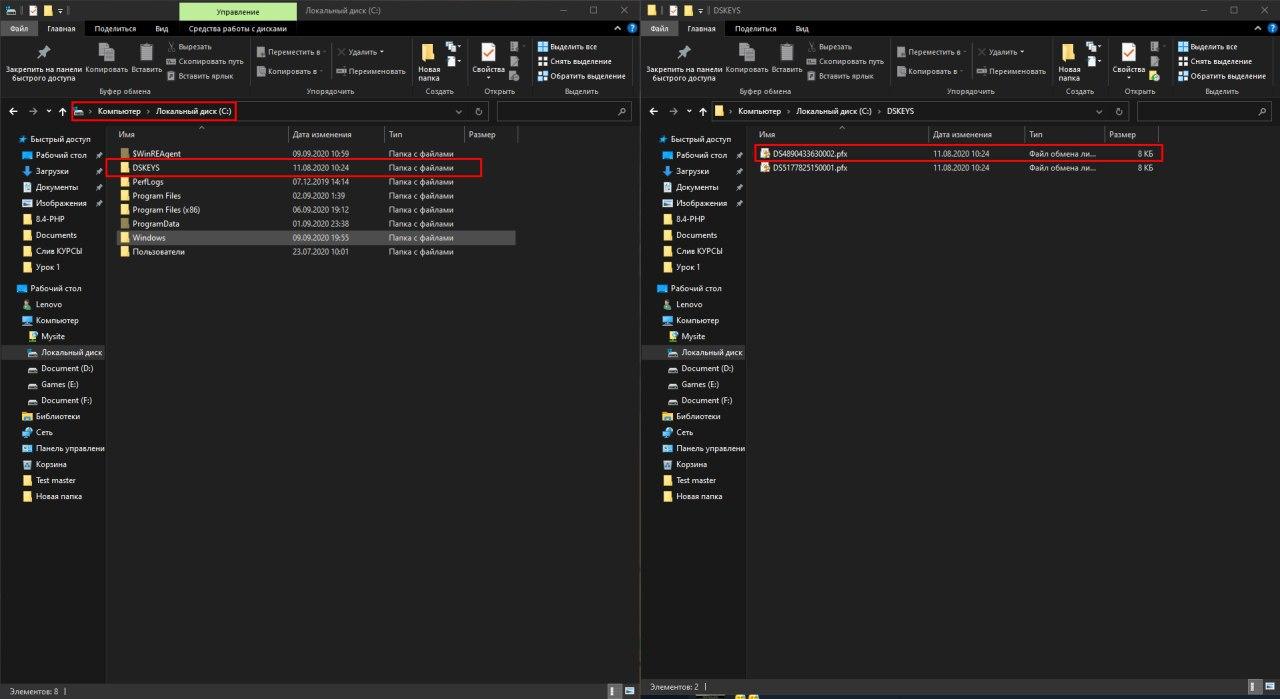 Управление
Локальный диск (C:)
Файл Главная Поделиться Вид Средства работы с дисками
Закрепить на панели быстрого доступа
Копировать
Вставить
Вырезать
Скопировать путь
Вставить ярлык
Буфер обмена
Переместить в
Копировать в
Удалить
Переименовать
Упорядочить
Новая папка
Создать
Свойства
Открыть
Выделить все
Снять выделение
Обратить выделение
Выделить
Компьютер Локальный диск (C:)
Быстрый доступ
Рабочий стол
Загрузки
Документы
Изображения
8.4-PHP
Documents
Слив КУРСЫ
Урок 1
Рабочий стол
Lenovo
Компьютер
Mysite
Локальный диск
Document (D:)
Games (E:)
Document (F:)
Библиотеки
Сеть
Панель управлени
Корзина
Test master
Новая папка
Имя Дата изменения Тип Размер
$WinREAgent 09.09.2020 10:59 Папка с файлами
DSKEYS 11.08.2020 10:24 Папка с файлами
PerfLogs 07.12.2019 14:14 Папка с файлами
Program Files 02.09.2020 1:39 Папка с файлами
Program Files (x86) 06.09.2020 19:12 Папка с файлами
ProgramData 01.09.2020 23:38 Папка с файлами
Windows 09.09.2020 19:55 Папка с файлами
Пользователи 23.07.2020 10:01 Папка с файлами
Элементов: 8
DSKEYS
Файл Главная Поделиться Вид
Закрепить на панели быстрого доступа
Копировать
Вставить
Вырезать
Скопировать путь
Вставить ярлык
Буфер обмена
Переместить в
Копировать в
Удалить
Переименовать
Упорядочить
Новая папка
Создать
Свойства
Открыть
Выделить все
Снять выделение
Обратить выделение
Выделить
Компьютер Локальный диск (C:) DSKEYS
Быстрый доступ
Рабочий стол
Загрузки
Документы
Изображения
8.4-PHP
Documents
Слив КУРСЫ
Урок 1
Рабочий стол
Lenovo
Компьютер
Mysite
Локальный диск
Document (D:)
Games (E:)
Document (F:)
Библиотеки
Сеть
Панель управлени
Корзина
Test master
Новая папка
Имя Дата изменения Тип Размер
DS4890433630002.pfx 11.08.2020 10:24 Файл обмена ли... 8 КБ
DS5177825150001.pfx 11.08.2020 10:24 Файл обмена ли... 8 КБ
Элементов: 2